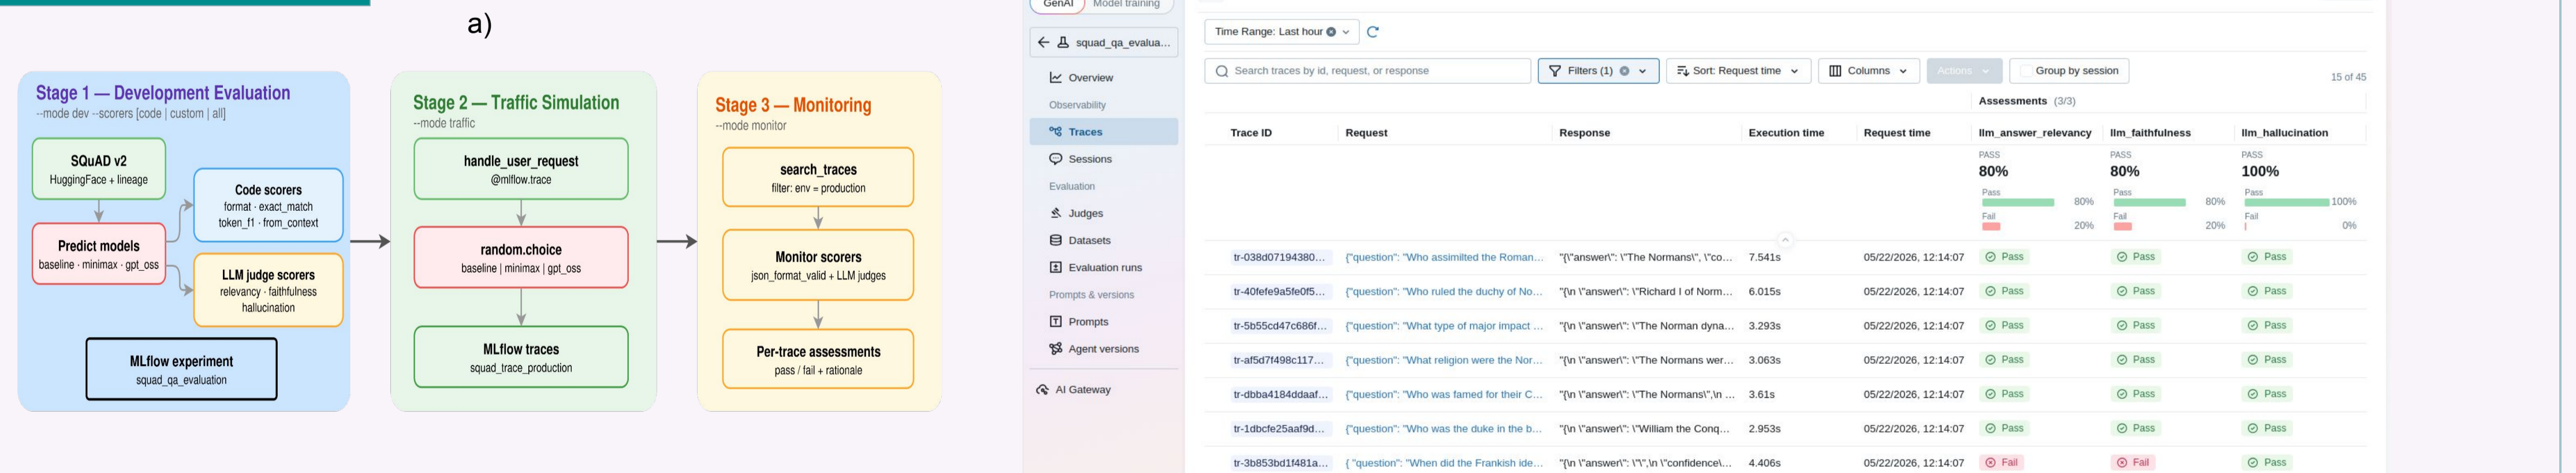 a)
Stage 1 — Development Evaluation
--mode dev --scorers [code | custom | all]
SQuAD v2
HuggingFace + lineage
Predict models
baseline · minimax · gpt_oss
Code scorers
format · exact_match
token_f1 · from_context
LLM judge scorers
relevancy · faithfulness
hallucination
MLflow experiment
squad_qa_evaluation
Stage 2 — Traffic Simulation
--mode traffic
handle_user_request
@mlflow.trace
random.choice
baseline | minimax | gpt_oss
MLflow traces
squad_trace_production
Stage 3 — Monitoring
--mode monitor
search_traces
filter: env = production
Monitor scorers
json_format_valid + LLM judges
Per-trace assessments
pass / fail + rationale
GenAI Model training
squad_qa_evalua...
Overview
Observability
Traces
Sessions
Evaluation
Judges
Datasets
Evaluation runs
Prompts & versions
Prompts
Agent versions
AI Gateway
Time Range: Last hour
Search traces by id, request, or response Filters (1) Sort: Request time Columns Actions Group by session 15 of 45
Assessments (3/3)
Trace ID Request Response Execution time Request time llm_answer_relevancy llm_faithfulness llm_hallucination
PASS PASS PASS
80% 80% 100%
Pass Pass Pass
80% 80% 100%
Fail Fail Fail
20% 20% 0%
tr-038d07194380... {"question": "Who assimilted the Roman... "{\"answer\": \"The Normans\", \"co... 7.541s 05/22/2026, 12:14:07 Pass Pass Pass
tr-40fefe9a5fe0f5... {"question": "Who ruled the duchy of No... "{\n \"answer\": \"Richard I of Norm... 6.015s 05/22/2026, 12:14:07 Pass Pass Pass
tr-5b55cd47c686f... {"question": "What type of major impact ... "{\n \"answer\": \"The Norman dyna... 3.293s 05/22/2026, 12:14:07 Pass Pass Pass
tr-af5d7f498c117... {"question": "What religion were the Nor... "{\n \"answer\": \"The Normans wer... 3.063s 05/22/2026, 12:14:07 Pass Pass Pass
tr-dbba4184ddaaf... {"question": "Who was famed for their C... "{\n \"answer\": \"The Normans\",\n ... 3.61s 05/22/2026, 12:14:07 Pass Pass Pass
tr-1dbcfe25aaf9d... {"question": "Who was the duke in the b... "{\n \"answer\": \"William the Conq... 2.953s 05/22/2026, 12:14:07 Pass Pass Pass
tr-3b853bd1f481a... { "question": "When did the Frankish ide... "{\n \"answer\": \"\",\n \"confidence\... 4.406s 05/22/2026, 12:14:07 Fail Fail Pass